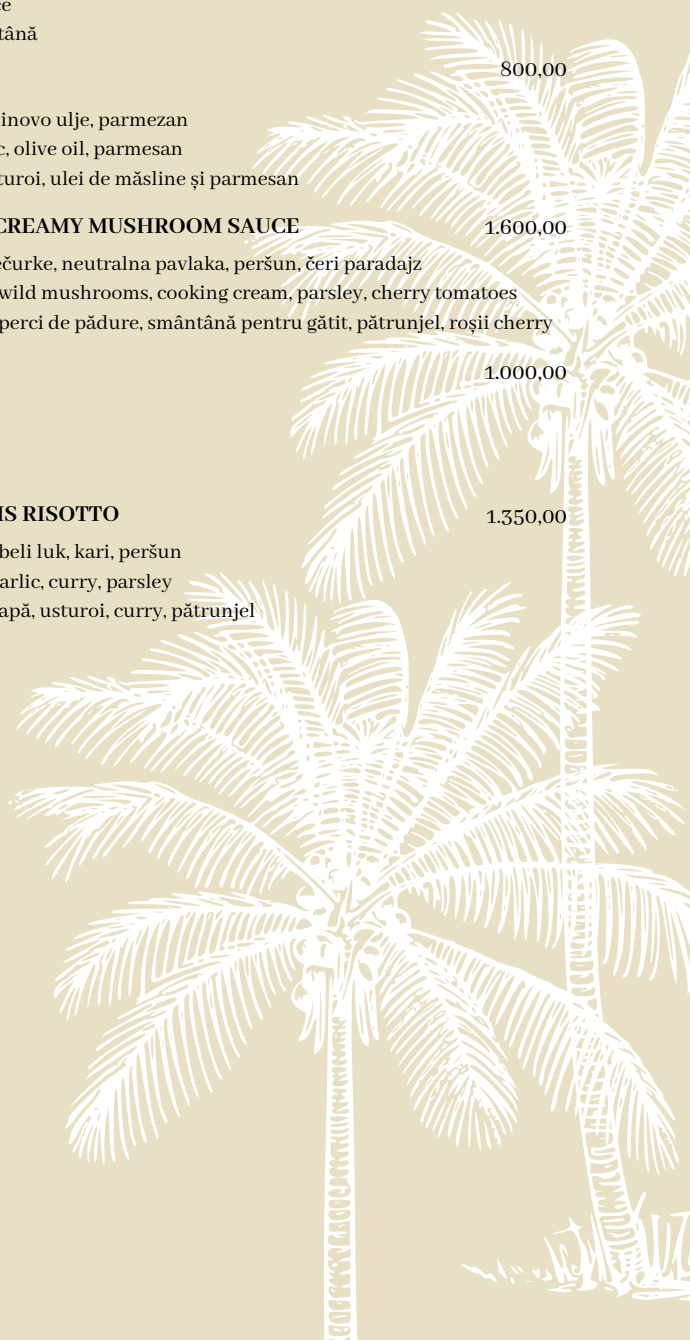 ce
tână
800,00
inovo ulje, parmezan
c, olive oil, parmesan
turoi, ulei de măsline și parmesan
CREAMY MUSHROOM SAUCE 1.600,00
ečurke, neutralna pavlaka, peršun, čeri paradajz
wild mushrooms, cooking cream, parsley, cherry tomatoes
perci de pădure, smântână pentru gătit, pătrunjel, roșii cherry
1.000,00
IS RISOTTO 1.350,00
beli luk, kari, peršun
arlic, curry, parsley
apă, usturoi, curry, pătrunjel